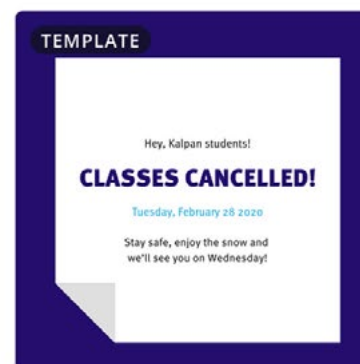 TEMPLATE
Hey, Kalpan students!
CLASSES CANCELLED!
Tuesday, February 28 2020
Stay safe, enjoy the snow and
we'll see you on Wednesday!